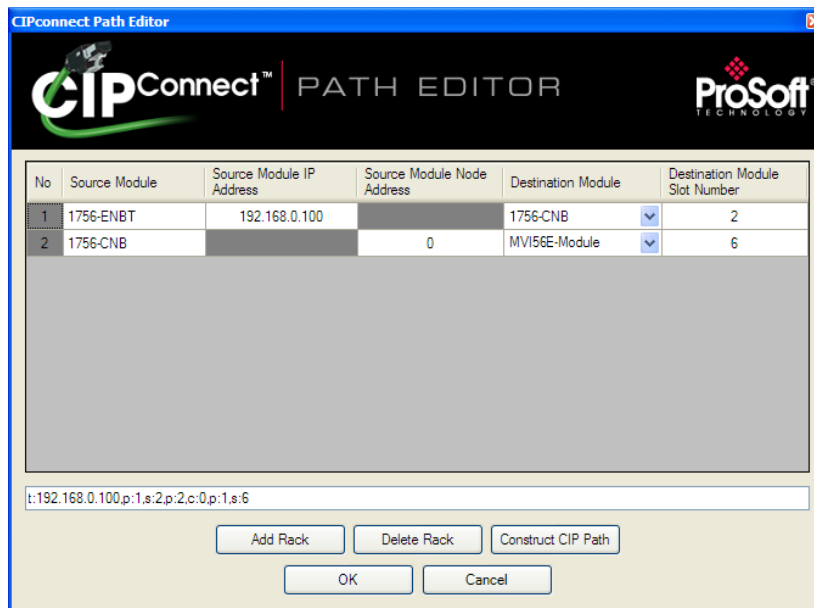 CIPconnect Path Editor
CIPConnect™ PATH EDITOR
ProSoft®
TECHNOLOGY
No Source Module Source Module IP Address Source Module Node Address Destination Module Destination Module Slot Number
1 1756-ENBT 192.168.0.100 1756-CNB 2
2 1756-CNB 0 MVI56E-Module 6
t:192.168.0.100,p:1,s:2,p:2,c:0,p:1,s:6
Add Rack Delete Rack Construct CIP Path
OK Cancel